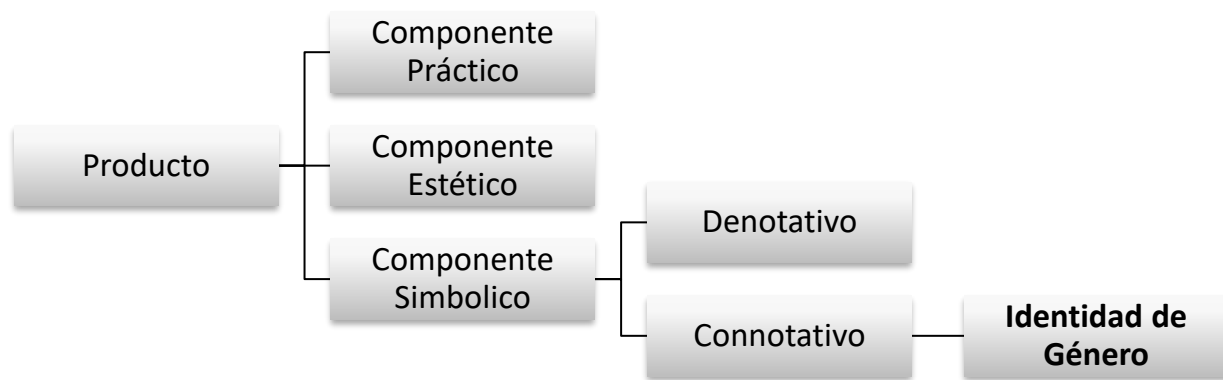 Producto
Componente
Práctico
Componente
Estético
Componente
Simbolico
Denotativo
Connotativo
Identidad de
Género